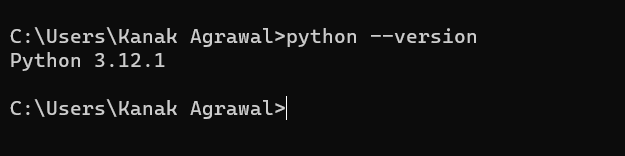 C:\Users\Kanak Agrawal>python --version
Python 3.12.1
C:\Users\Kanak Agrawal>